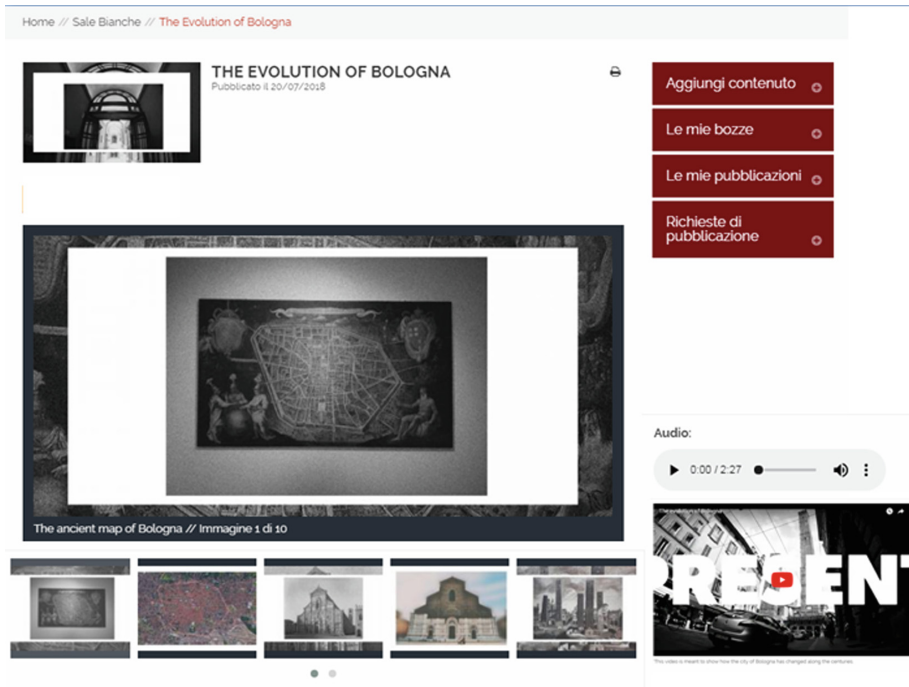 Home // Sale Bianche // The Evolution of Bologna
THE EVOLUTION OF BOLOGNA
Pubblicato il 20/07/2018
Aggiungi contenuto
Le mie bozze
Le mie pubblicazioni
Richieste di
pubblicazione
The ancient map of Bologna // Immagine 1 di 10
Audio:
0:00 / 2:27
PRESENT
This video is meant to show how the city of Bologna has changed along the centuries.